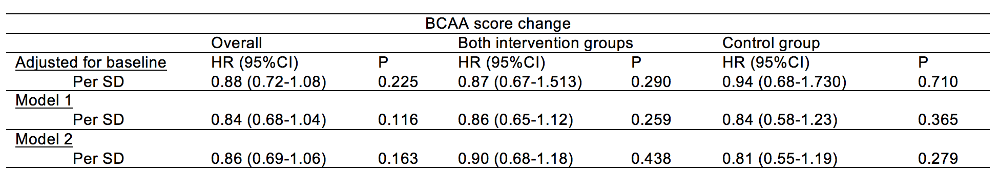 BCAA score change
Overall Both intervention groups Control group
Adjusted for baseline HR (95%CI) P HR (95%CI) P HR (95%CI) P
Per SD 0.88 (0.72-1.08) 0.225 0.87 (0.67-1.513) 0.290 0.94 (0.68-1.730) 0.710
Model 1
Per SD 0.84 (0.68-1.04) 0.116 0.86 (0.65-1.12) 0.259 0.84 (0.58-1.23) 0.365
Model 2
Per SD 0.86 (0.69-1.06) 0.163 0.90 (0.68-1.18) 0.438 0.81 (0.55-1.19) 0.279